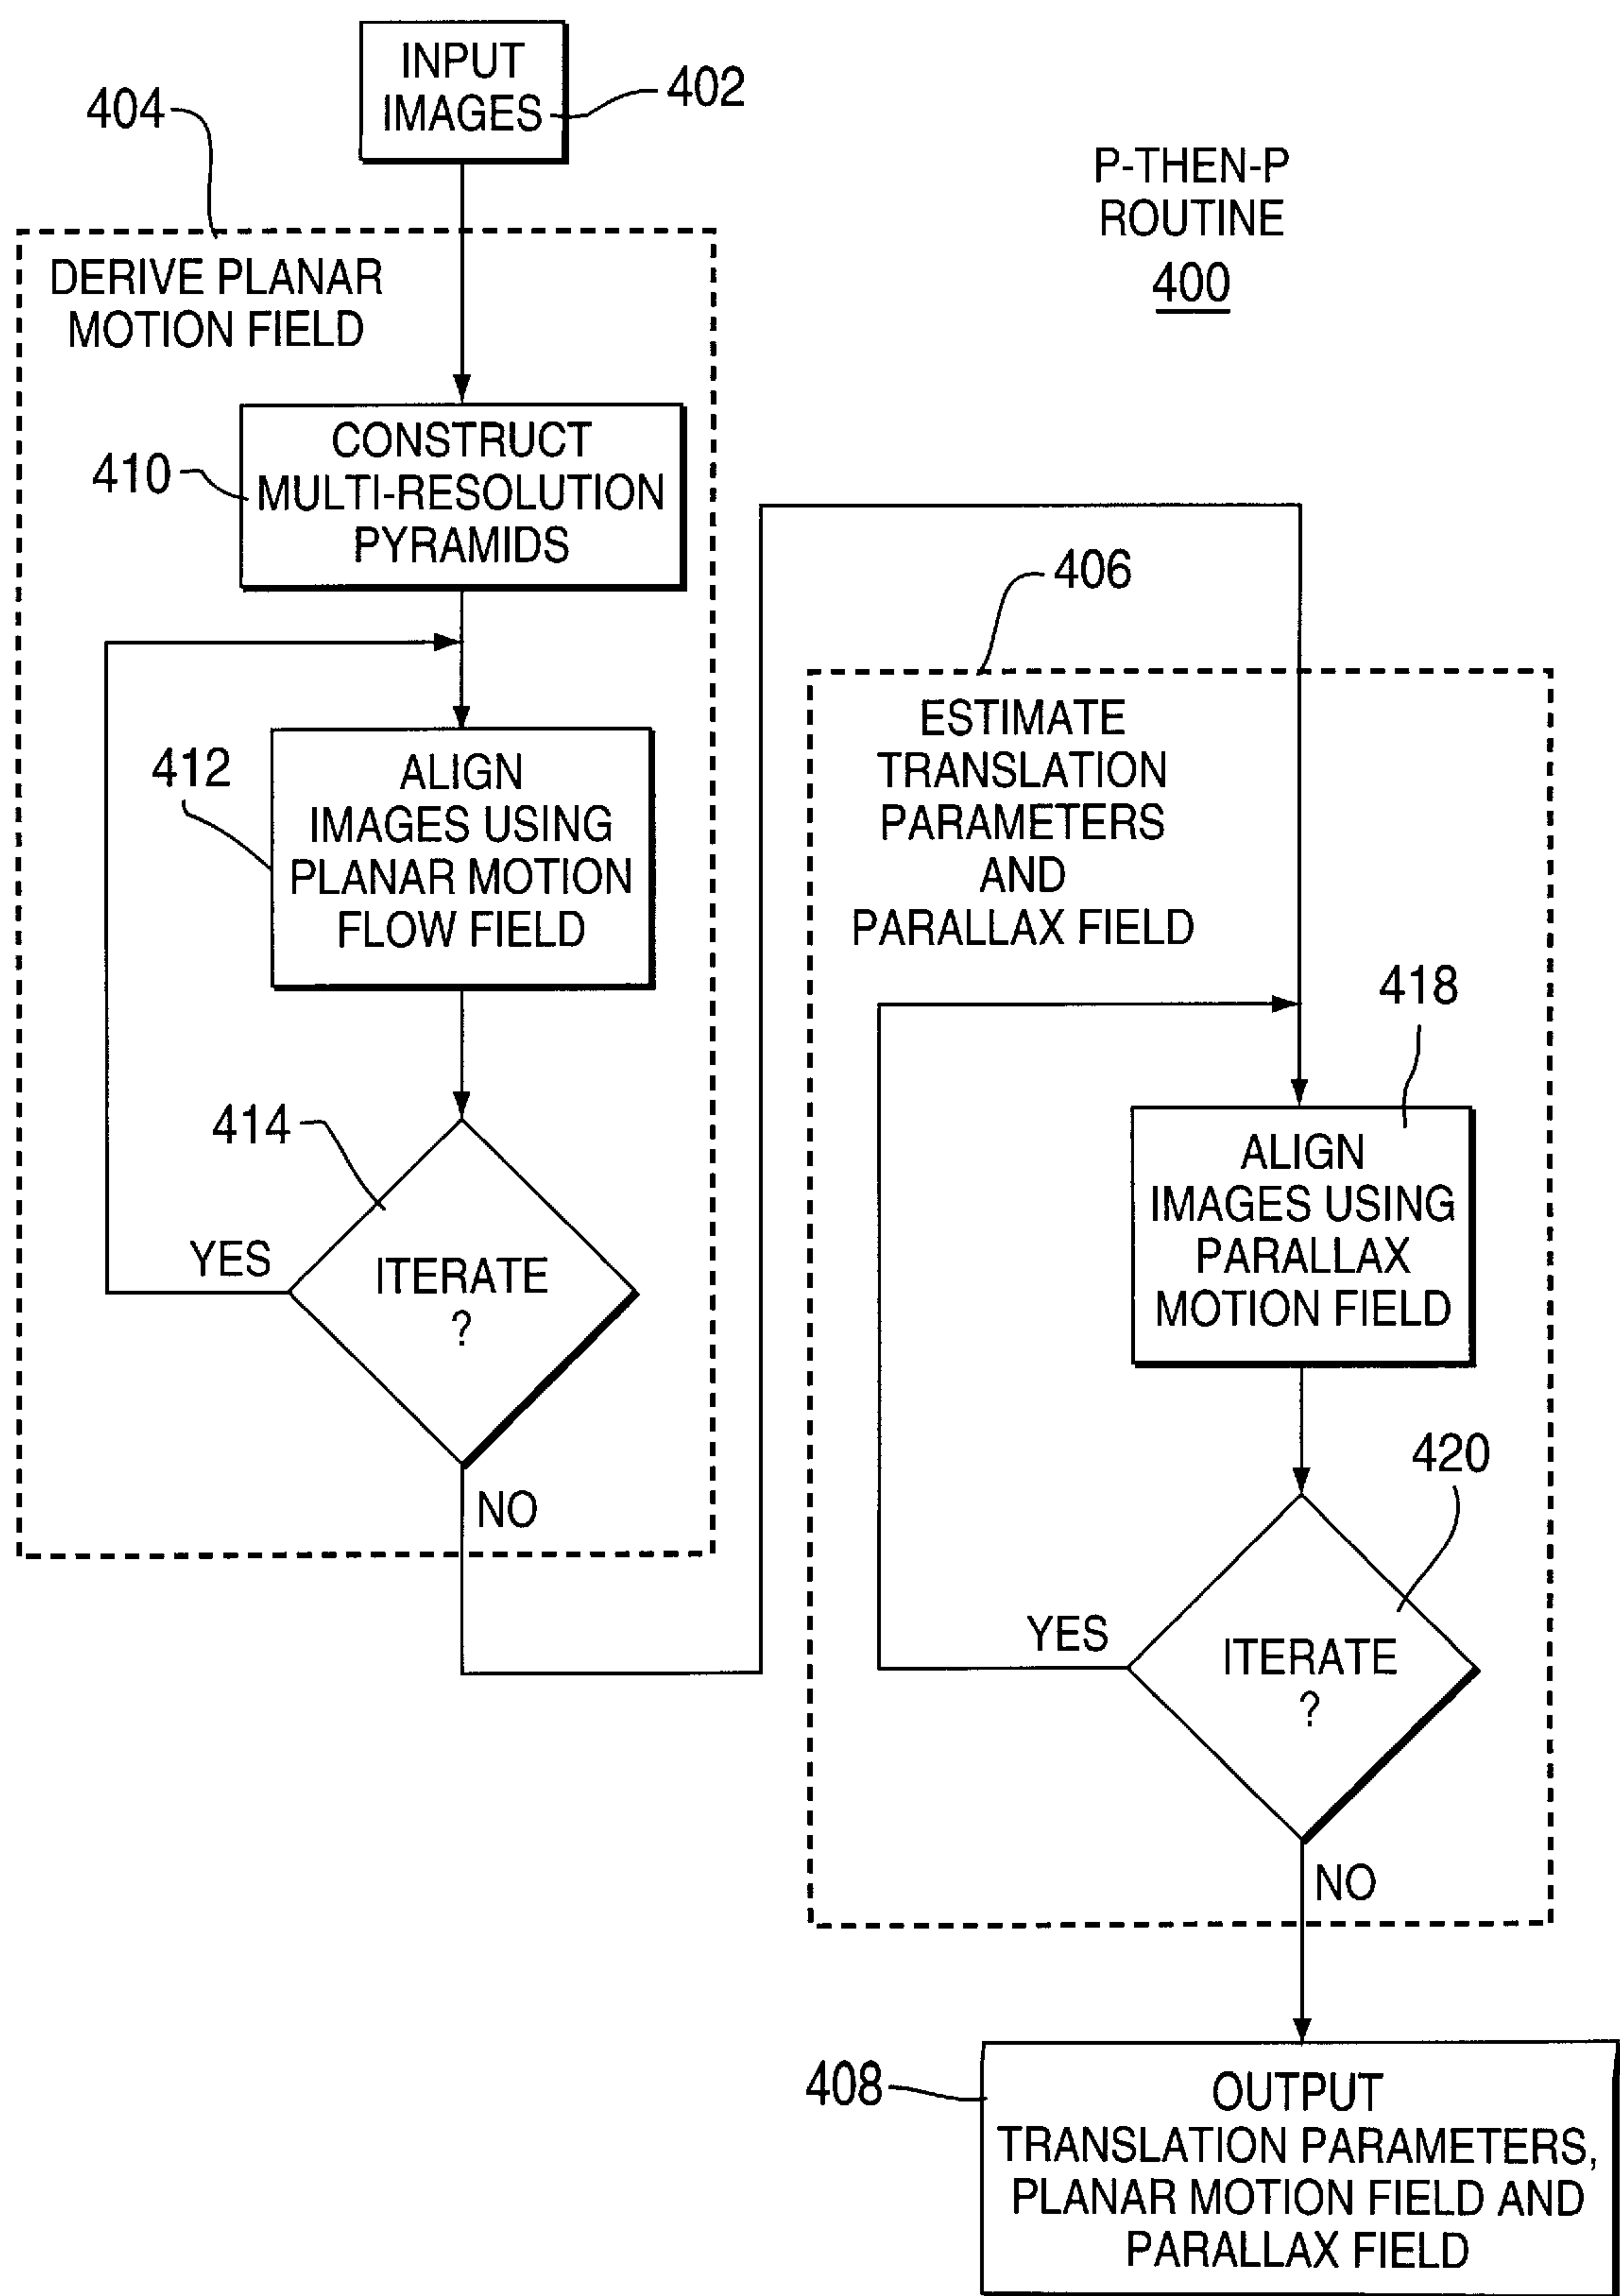 INPUT
IMAGES
402
404
P-THEN-P
ROUTINE
400
DERIVE PLANAR
MOTION FIELD
CONSTRUCT
MULTI-RESOLUTION
PYRAMIDS
410
406
ALIGN
IMAGES USING
PLANAR MOTION
FLOW FIELD
412
ESTIMATE
TRANSLATION
PARAMETERS
AND
PARALLAX FIELD
414
ITERATE
?
YES
NO
418
ALIGN
IMAGES USING
PARALLAX
MOTION FIELD
420
ITERATE
?
YES
NO
408
OUTPUT
TRANSLATION PARAMETERS,
PLANAR MOTION FIELD AND
PARALLAX FIELD